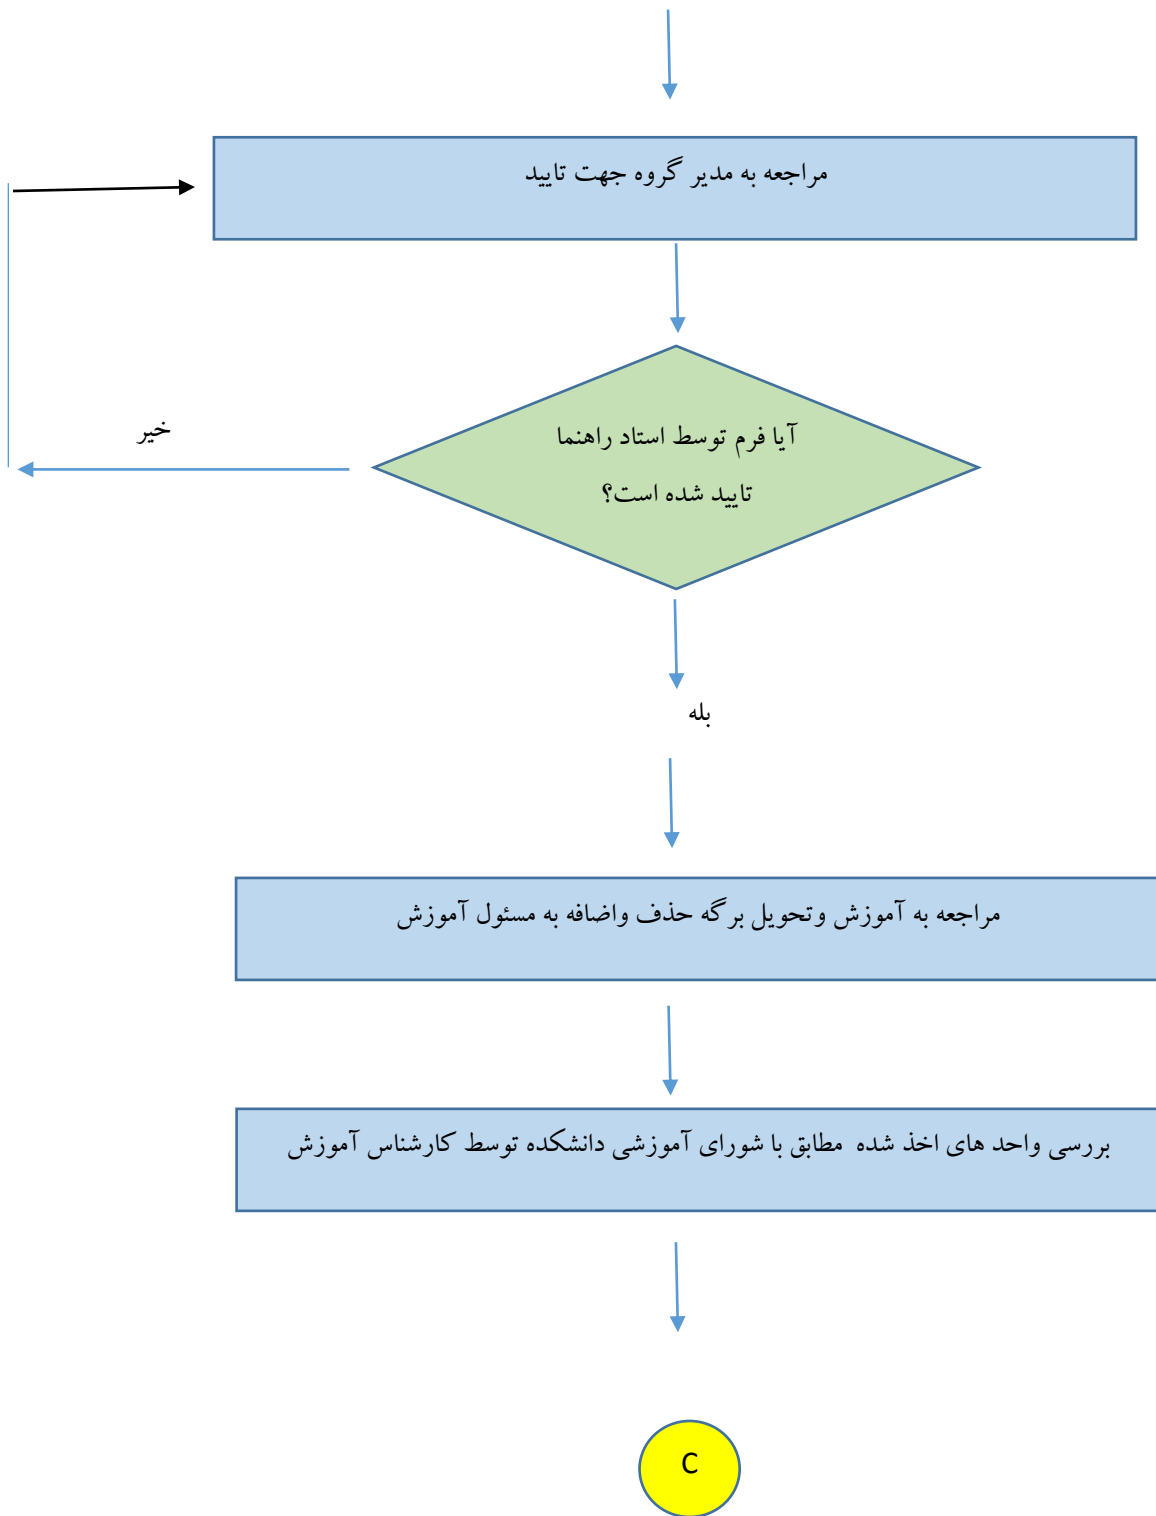 مراجعه به مدیر گروه جهت تایید
آیا فرم توسط استاد راهنما
تایید شده است؟
خیر
بله
مراجعه به آموزش وتحویل برگه حذف واضافه به مسئول آموزش
بررسی واحد های اخذ شده مطابق با شورای آموزشی دانشکده توسط کارشناس آموزش
C